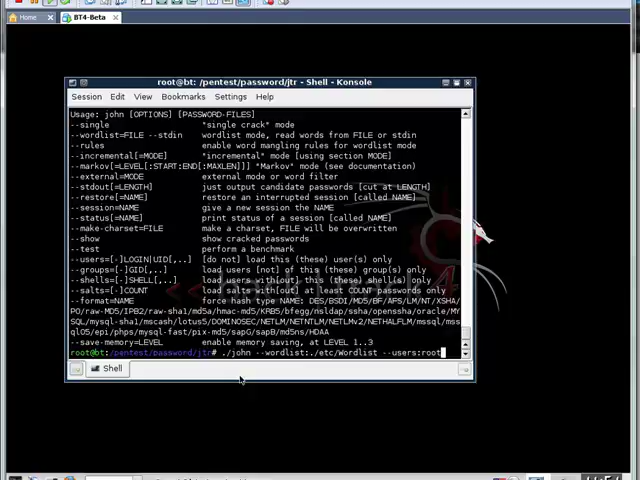 Home
BT4-Beta
root@bt: /pentest/password/jtr - Shell - Konsole
Session Edit View Bookmarks Settings Help
Usage: john [OPTIONS] [PASSWORD-FILES]
--single "single crack" mode
--wordlist=FILE --stdin wordlist mode, read words from FILE or stdin
--rules enable word mangling rules for wordlist mode
--incremental[=MODE] "incremental" mode [using section MODE]
--markov[=LEVEL[:START:END[:MAXLEN]]] "Markov" mode (see documentation)
--external=MODE external mode or word filter
--stdout[=LENGTH] just output candidate passwords [cut at LENGTH]
--restore[=NAME] restore an interrupted session [called NAME]
--session=NAME give a new session the NAME
--status[=NAME] print status of a session [called NAME]
--make-charset=FILE make a charset, FILE will be overwritten
--show show cracked passwords
--test perform a benchmark
--users=[-]LOGIN|UID[,..] [do not] load this (these) user(s) only
--groups=[-]GID[,..] load users [not] of this (these) group(s) only
--shells=[-]SHELL[,..] load users with[out] this (these) shell(s) only
--salts=[-]COUNT load salts with[out] at least COUNT passwords only
--format=NAME force hash type NAME: DES/BSDI/MD5/BF/AFS/LM/NT/XSHA/
PO/raw-MD5/IPB2/raw-sha1/md5a/hmac-md5/KRB5/bfegg/nsldap/ssha/openssha/oracle/MY
SQL/mysql-sha1/mscash/lotus5/DOMINOSEC/NETLM/NETNTLM/NETLMv2/NETHALFLM/mssql/mss
ql05/epi/phps/mysql-fast/pix-md5/sapG/sapB/md5ns/HDAA
--save-memory=LEVEL enable memory saving, at LEVEL 1..3
root@bt:/pentest/password/jtr# ./john --wordlist:./etc/Wordlist --users:root
Shell